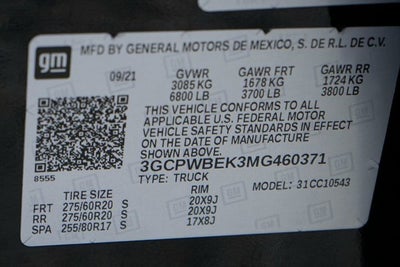 gm
MFD BY GENERAL MOTORS DE MEXICO, S. DE R.L. DE C.V.
09/21 GVWR GAWR FRT GAWR RR
3085 KG 1678 KG 1724 KG
6800 LB 3700 LB 3800 LB
THIS VEHICLE CONFORMS TO ALL
APPLICABLE U.S. FEDERAL MOTOR
VEHICLE SAFETY STANDARDS IN EFFECT
ON THE DATE OF MANUFACTURE
SHOWN ABOVE.
8555 3GCPWBEK3MG460371
TYPE: TRUCK MODEL: 31CC10543
TIRE SIZE RIM
FRT 275/60R20 S 20X9J
RR 275/60R20 S 20X9J
SPA 255/80R17 S 17X8J